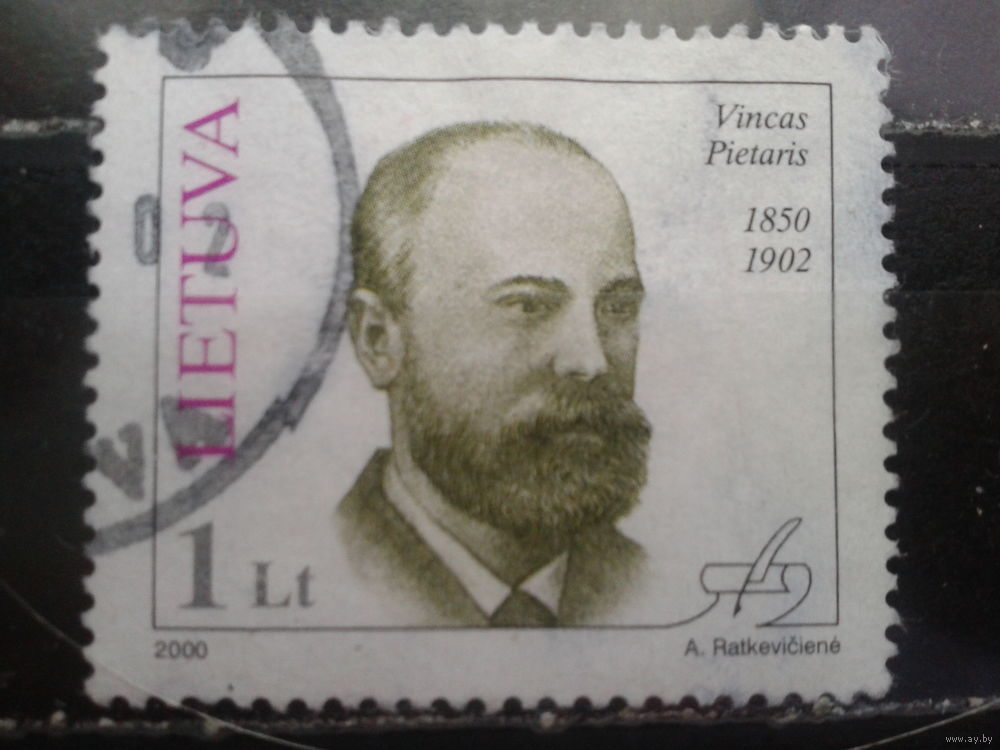 LIETUVA
Vincas
Pietaris
1850
1902
1 Lt
2000
A. Ratkevičienė
www.ay.by